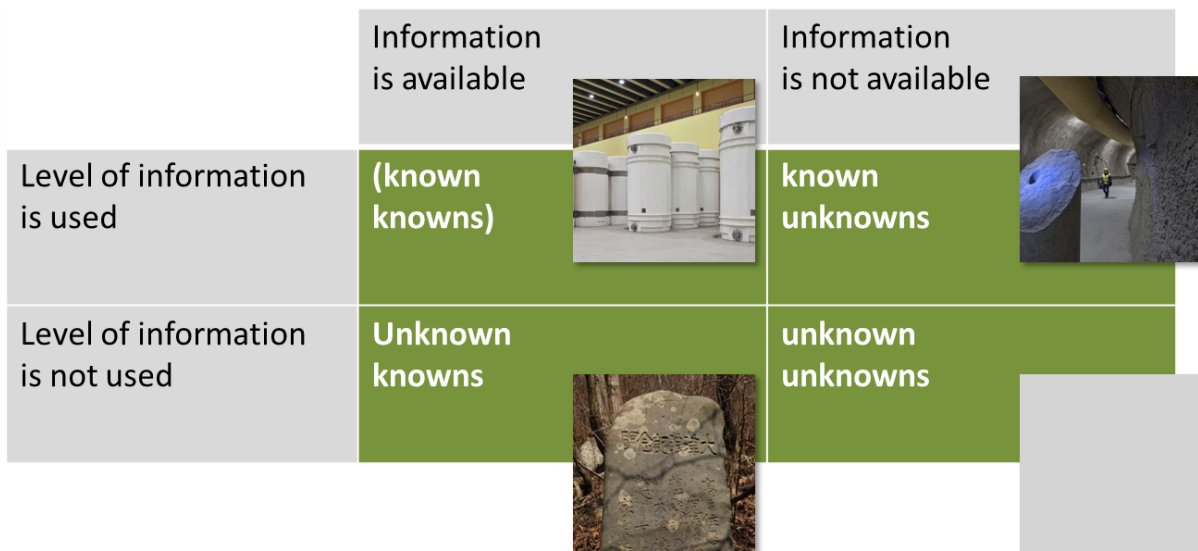 Information
is available
Information
is not available
Level of information
is used
(known
knowns)
known
unknowns
Level of information
is not used
Unknown
knowns
unknown
unknowns